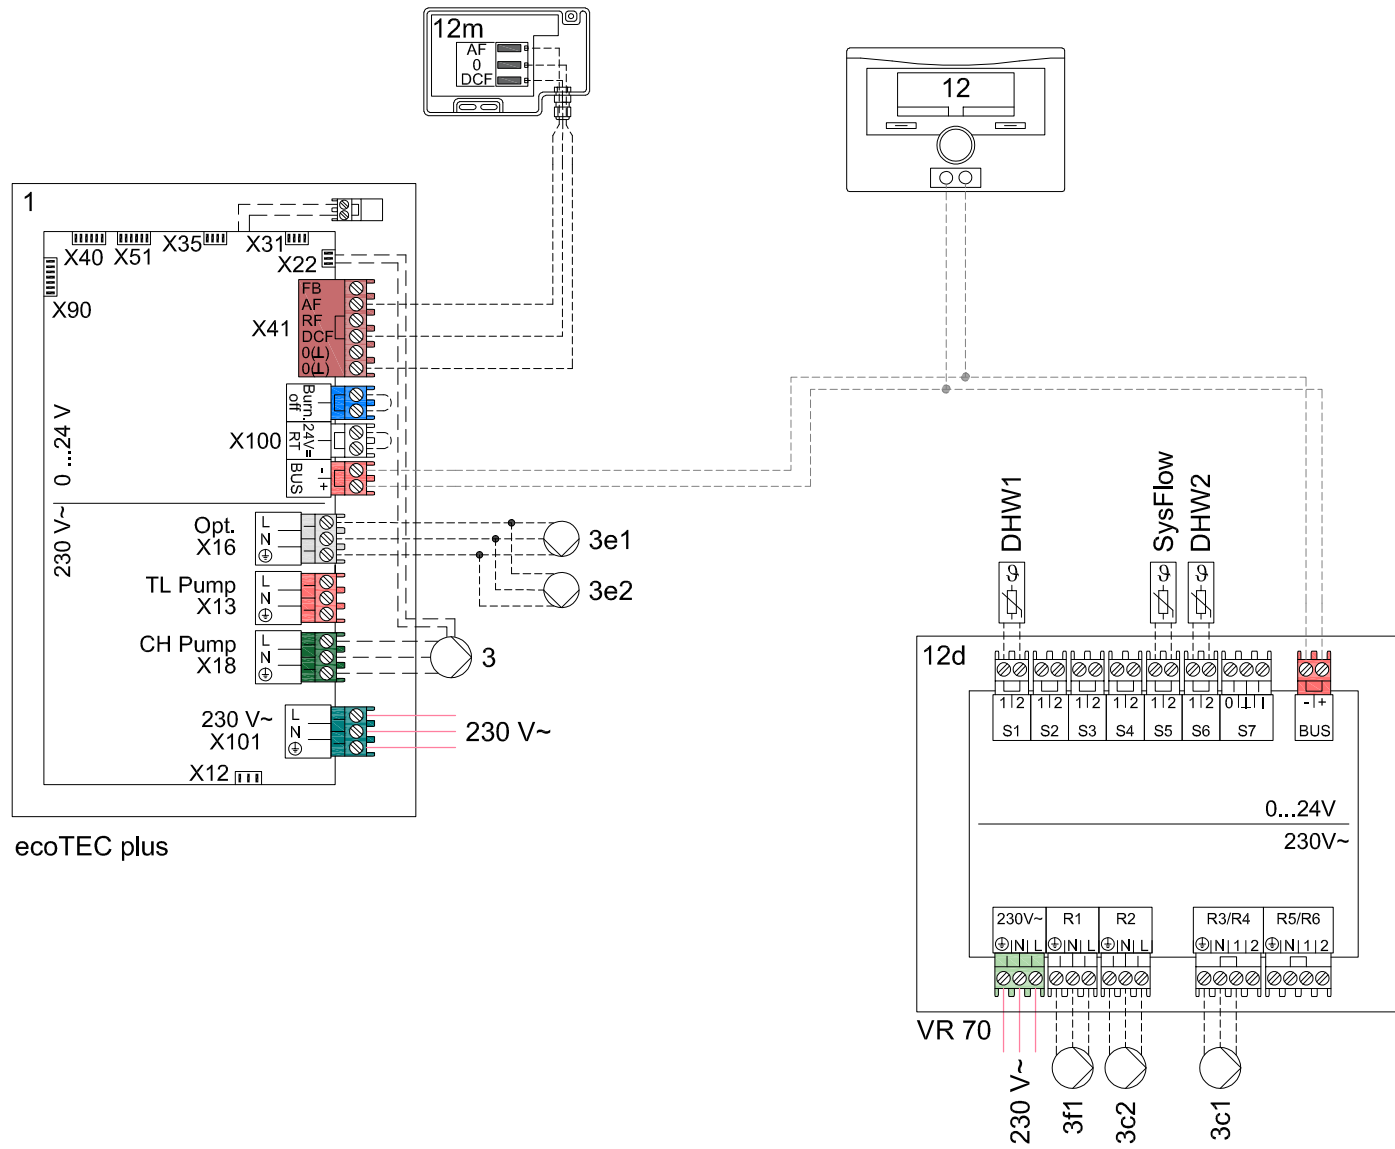 12m
AF
0
DCF
12
1
X40
X51
X35
X31
X22
X90
X41
FB
AF
RF
DCF
0(⊥)
0(⊥)
Burn.
off
X100
24V=
RT
BUS
-
+
0 ...24 V
230 V~
Opt.
X16
L
N
3e1
3e2
TL Pump
X13
L
N
CH Pump
X18
L
N
3
230 V~
X101
L
N
230 V~
X12
ecoTEC plus
DHW1
SysFlow
DHW2
ϑ
ϑ
ϑ
12d
1|2
1|2
1|2
1|2
1|2
1|2
0|⊥|I
-|+
S1
S2
S3
S4
S5
S6
S7
BUS
0...24V
230V~
230V~
R1
R2
R3/R4
R5/R6
|N|L
|N|L
|N|L
|N|1|2
|N|1|2
VR 70
230 V~
3f1
3c2
3c1